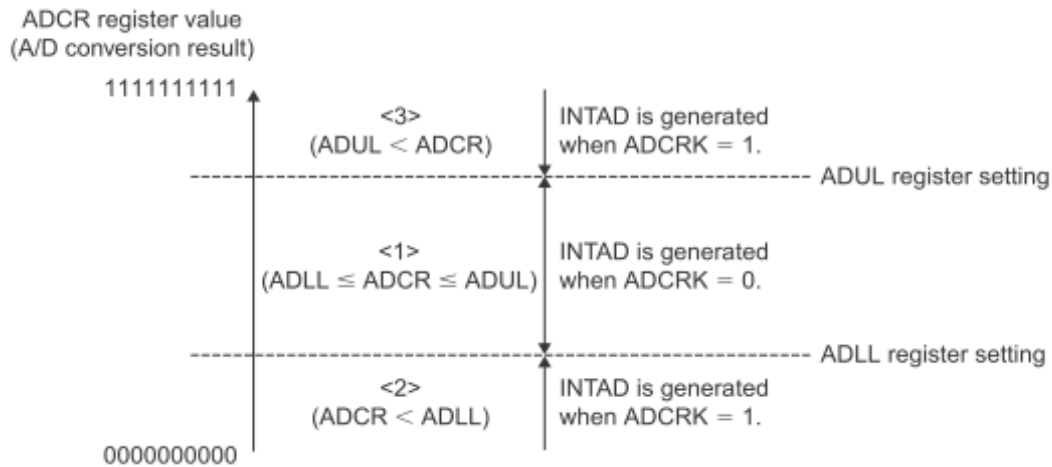 ADCR register value
(A/D conversion result)
1111111111
<3>
(ADUL < ADCR)
INTAD is generated
when ADCRK = 1.
ADUL register setting
<1>
(ADLL ≤ ADCR ≤ ADUL)
INTAD is generated
when ADCRK = 0.
ADLL register setting
<2>
(ADCR < ADLL)
INTAD is generated
when ADCRK = 1.
0000000000